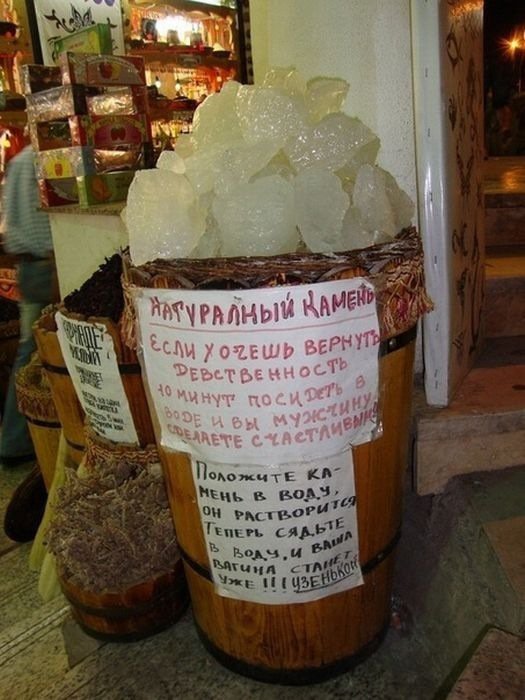 НАТУРАЛНЫЙ КАМЕНЬ
ЕСЛИ ХОЧЕШЬ ВЕРНУТЬ
ДЕВСТВЕННОСТЬ
10 МИНУТ ПОСИДЕТЬ В
ВОДЕ И ВЫ МУЖЧИНУ
СДЕЛАЕТЕ СЧАСТЛИВЫМ
ПОЛОЖИТЕ КА-
МЕНЬ В ВОДУ,
ОН РАСТВОРИТСЯ
ТЕПЕРЬ СЯДЬТЕ
В ВОДУ, И ВАША
ВАГИНА СТАНЕТ
УЖЕ !!! УЗЕНЬКОЙ